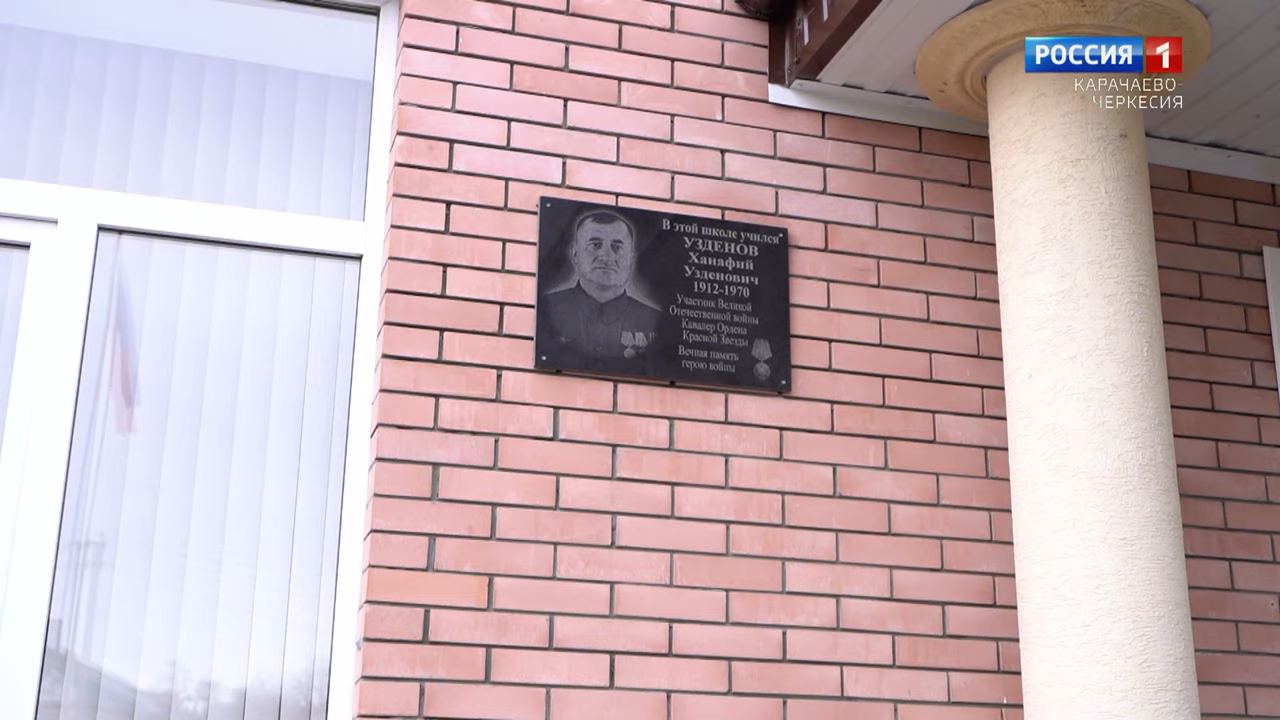 РОССИЯ 1
КАРАЧАЕВО-
ЧЕРКЕСИЯ
В этой школе учился
УЗДЕНОВ
Ханафий
Узденович
1912-1970
Участник Великой
Отечественной войны
Кавалер Ордена
Красной Звезды
Вечная память
герою войны